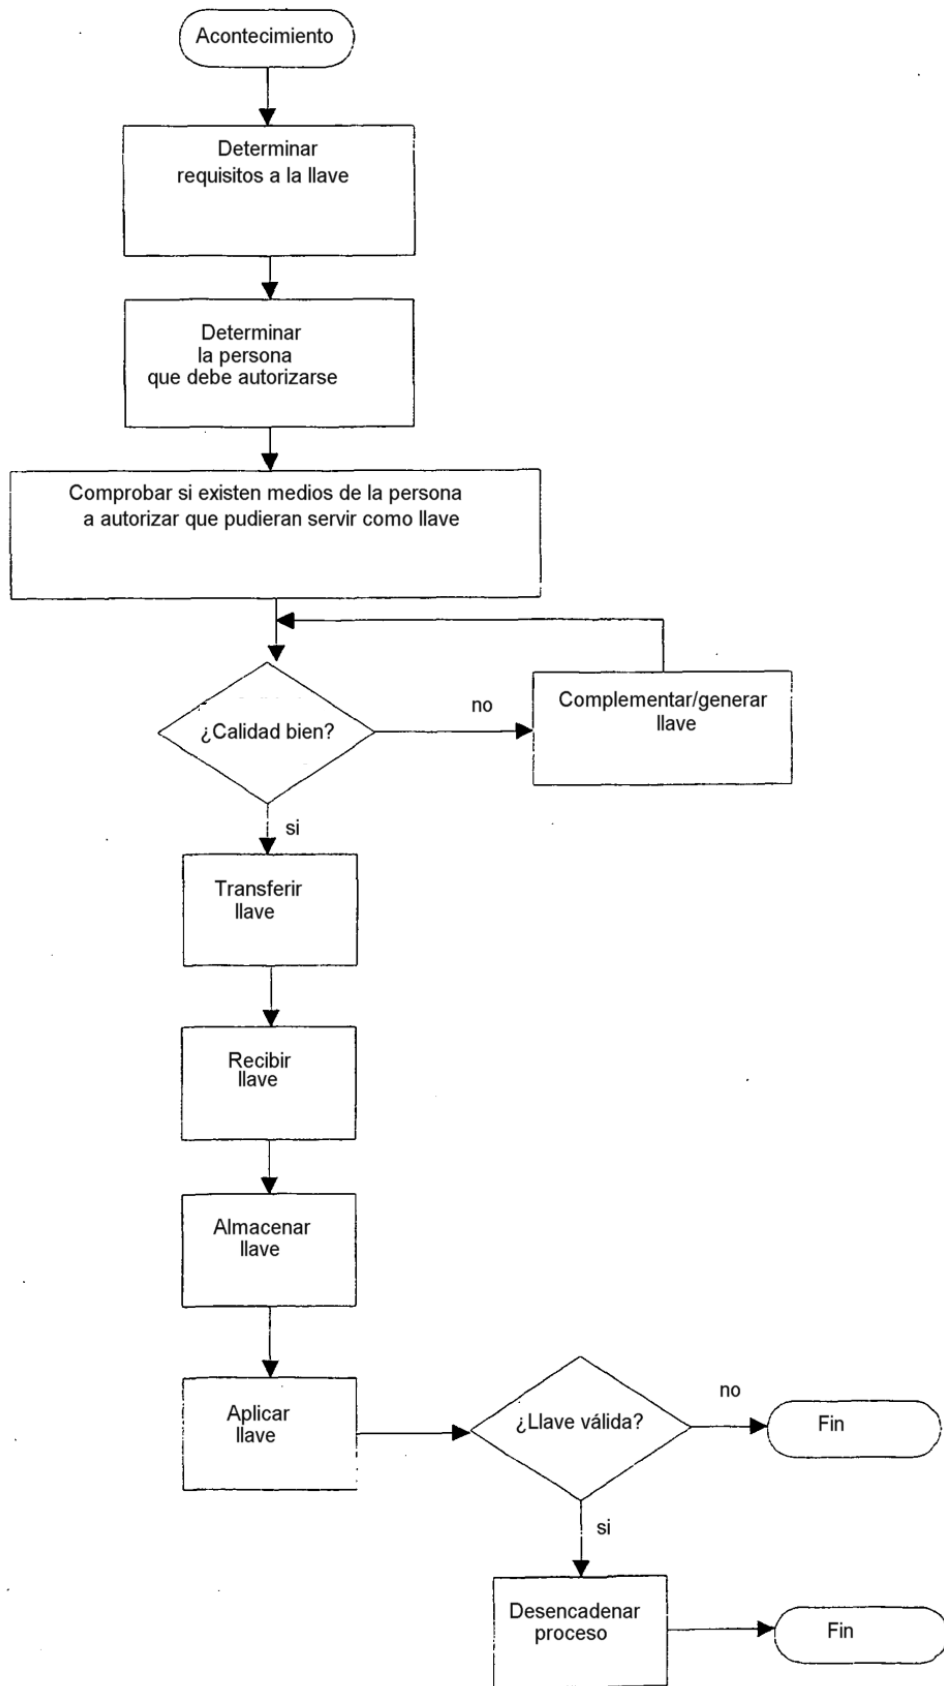 Acontecimiento
Determinar
requisitos a la llave
Determinar
la persona
que debe autorizarse
Comprobar si existen medios de la persona
a autorizar que pudieran servir como llave
¿Calidad bien?
no
Complementar/generar
llave
si
Transferir
llave
Recibir
llave
Almacenar
llave
Aplicar
llave
¿Llave válida?
no
Fin
si
Desencadenar
proceso
Fin